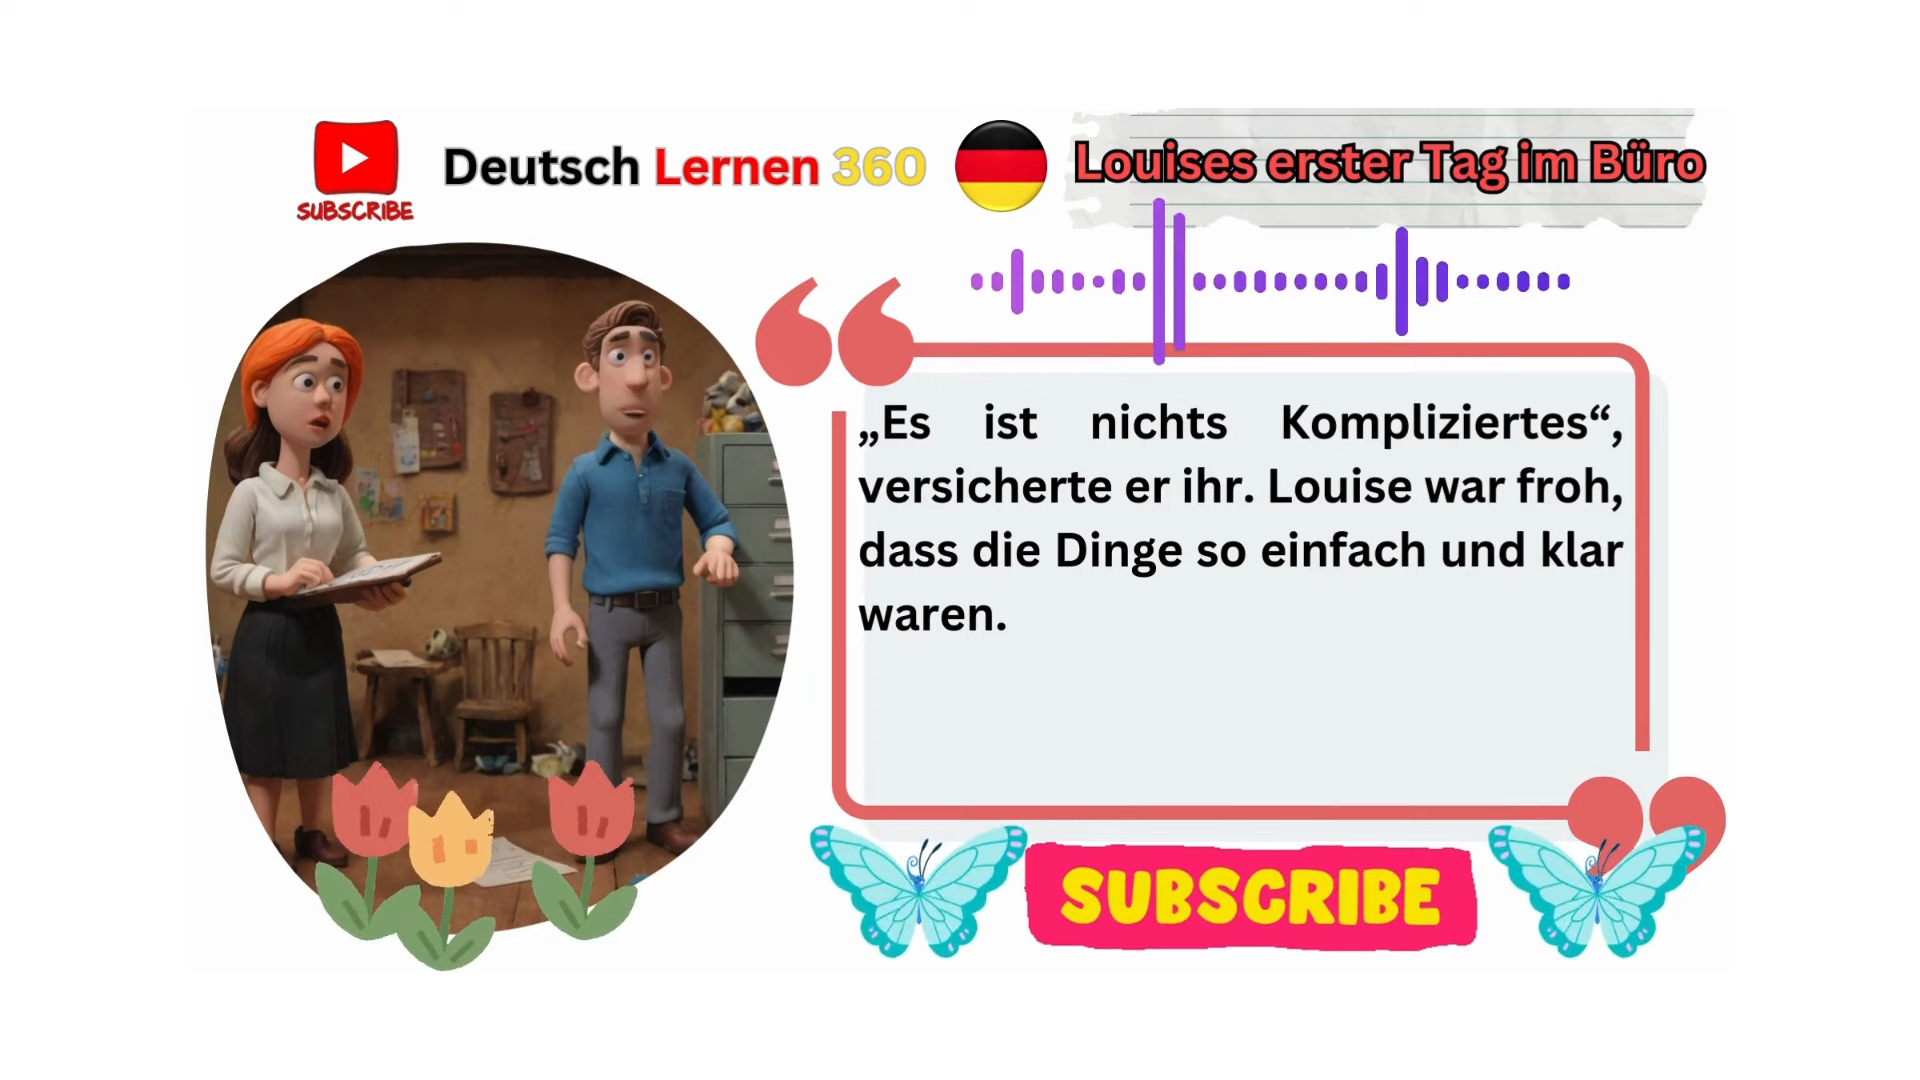 SUBSCRIBE
Deutsch Lernen 360
Louises erster Tag im Büro
„Es ist nichts Kompliziertes“,
versicherte er ihr. Louise war froh,
dass die Dinge so einfach und klar
waren.
SUBSCRIBE